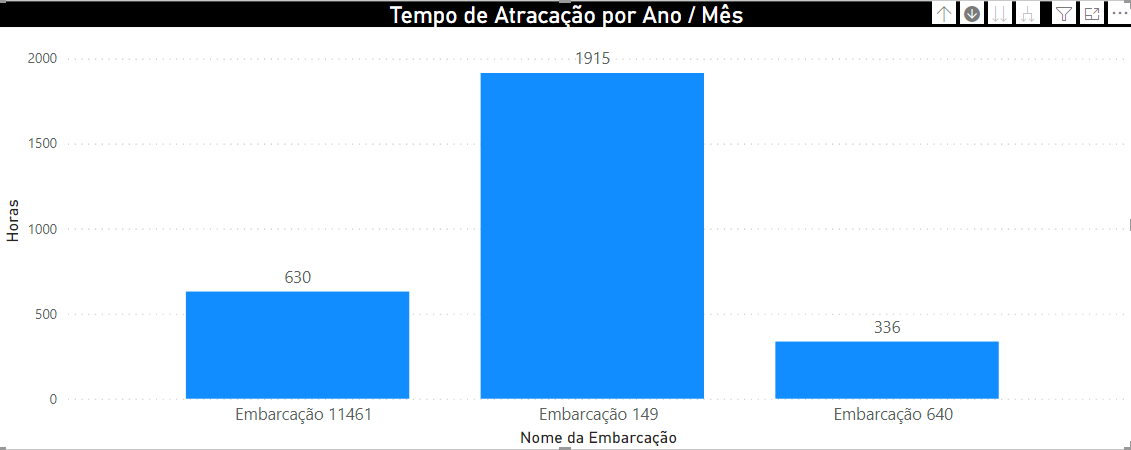 Tempo de Atracação por Ano / Mês
2000
1500
1000
500
0
Horas
630
1915
336
Embarcação 11461
Embarcação 149
Embarcação 640
Nome da Embarcação